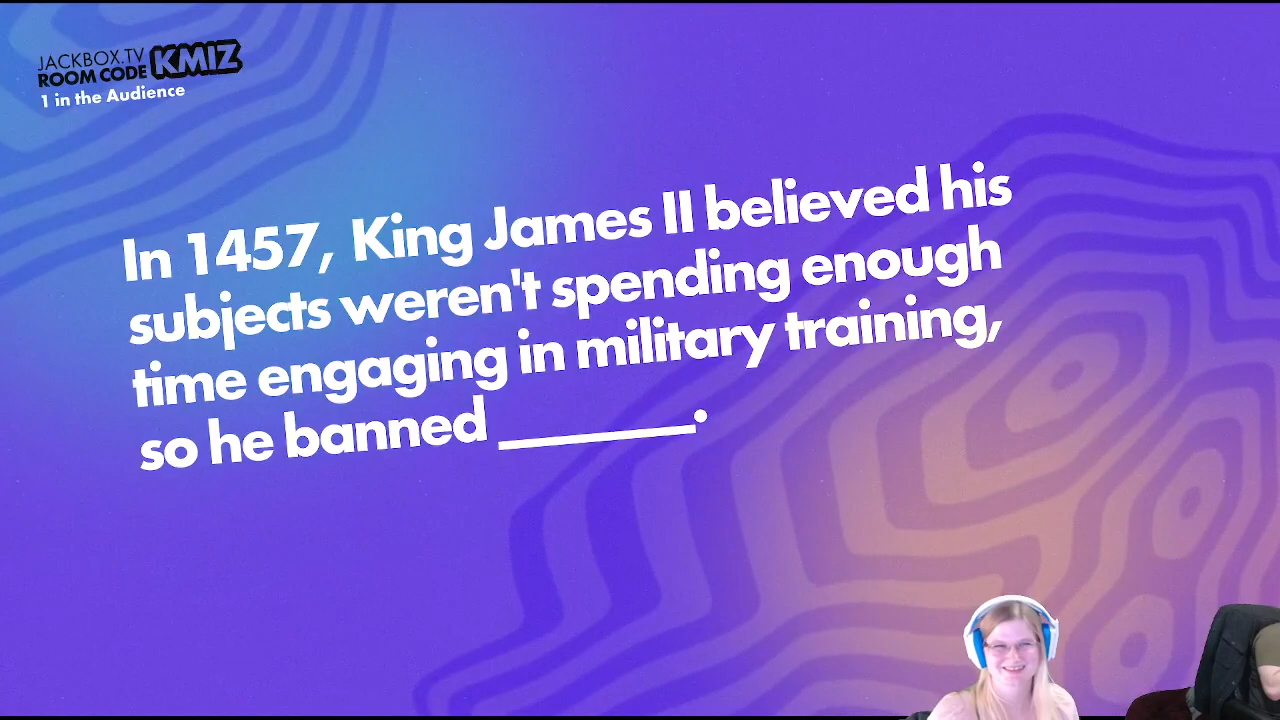 JACKBOX.TV
ROOM CODE KMIZ
1 in the Audience
In 1457, King James II believed his
subjects weren't spending enough
time engaging in military training,
so he banned ________.